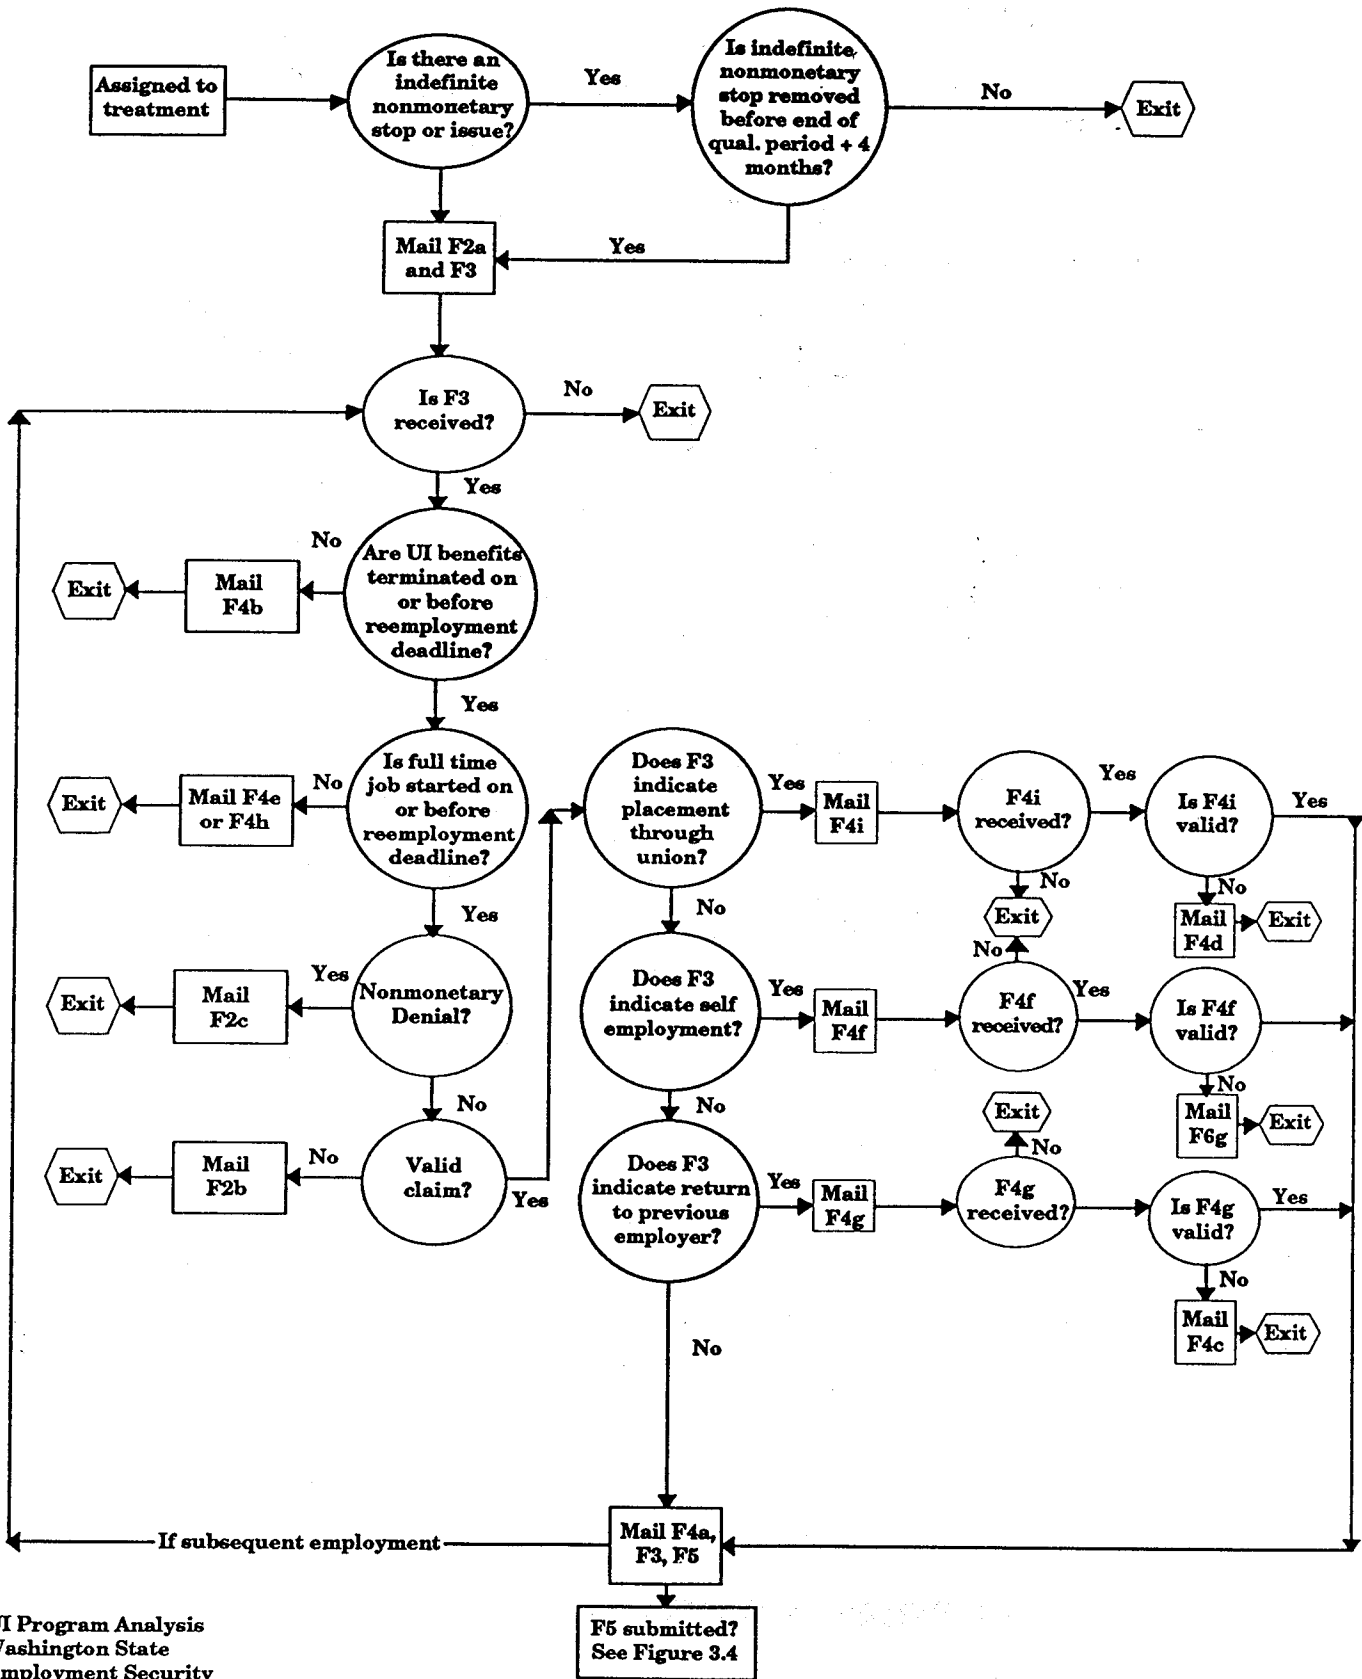 Assigned to
treatment
Is there an
indefinite
nonmonetary
stop or issue?
Yes
Is indefinite
nonmonetary
stop removed
before end of
qual. period + 4
months?
No
Exit
Mail F2a
and F3
Yes
Is F3
received?
No
Exit
Yes
Are UI benefits
terminated on
or before
reemployment
deadline?
No
Mail
F4b
Exit
Yes
Is full time
job started on
or before
reemployment
deadline?
No
Mail F4e
or F4h
Exit
Yes
Nonmonetary
Denial?
Yes
Mail
F2c
Exit
No
Valid
claim?
No
Mail
F2b
Exit
Yes
Does F3
indicate
placement
through
union?
Yes
Mail
F4i
F4i
received?
Yes
Is F4i
valid?
Yes
No
Exit
No
Mail
F4d
Exit
No
Does F3
indicate self
employment?
Yes
Mail
F4f
No
F4f
received?
Yes
Is F4f
valid?
No
Mail
F6g
Exit
No
Does F3
indicate return
to previous
employer?
Yes
Mail
F4g
Exit
No
F4g
received?
Is F4g
valid?
Yes
No
Mail
F4c
Exit
No
Mail F4a,
F3, F5
If subsequent employment
F5 submitted?
See Figure 3.4
UI Program Analysis
Washington State
Employment Security